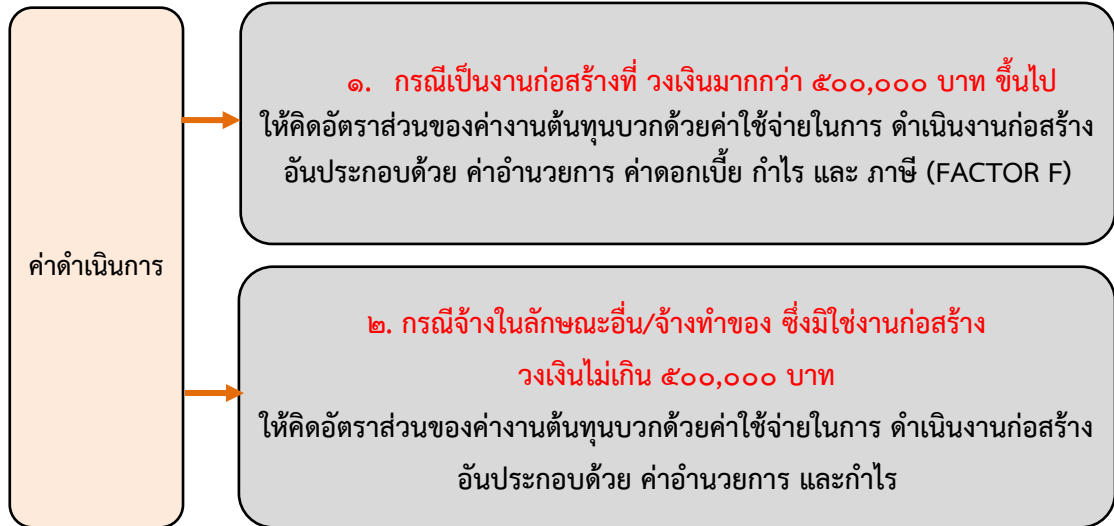 ค่าดำเนินการ
๑. กรณีเป็นงานก่อสร้างที่ วงเงินมากกว่า ๕๐๐,๐๐๐ บาท ขึ้นไป
ให้คิดอัตราส่วนของค่างานต้นทุนบวกด้วยค่าใช้จ่ายในการ ดำเนินงานก่อสร้าง
อันประกอบด้วย ค่าอำนวยการ ค่าดอกเบี้ย กำไร และ ภาษี (FACTOR F)
๒. กรณีจ้างในลักษณะอื่น/จ้างทำของ ซึ่งมิใช่งานก่อสร้าง
วงเงินไม่เกิน ๕๐๐,๐๐๐ บาท
ให้คิดอัตราส่วนของค่างานต้นทุนบวกด้วยค่าใช้จ่ายในการ ดำเนินงานก่อสร้าง
อันประกอบด้วย ค่าอำนวยการ และกำไร